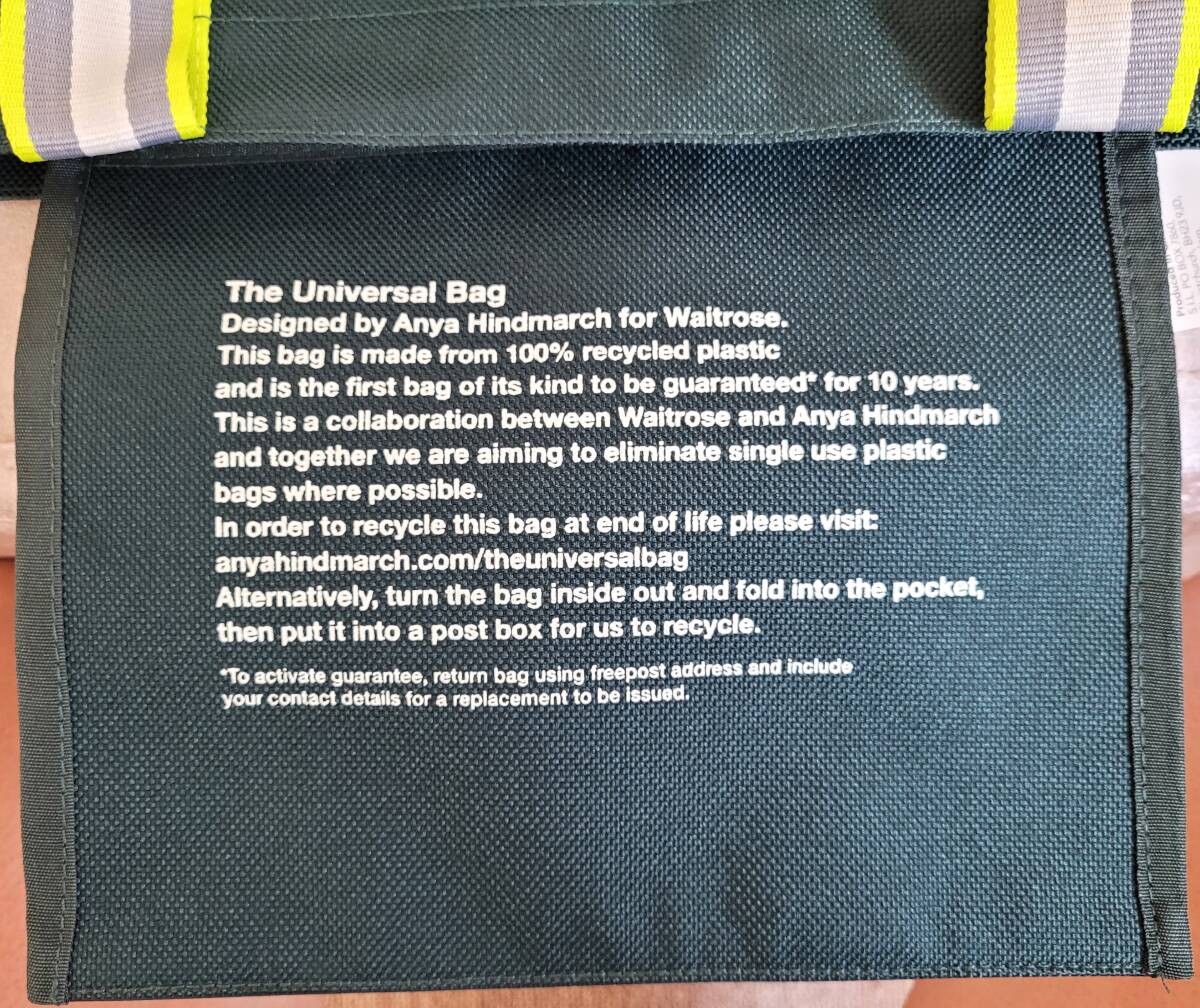 The Universal Bag
Designed by Anya Hindmarch for Waitrose.
This bag is made from 100% recycled plastic
and is the first bag of its kind to be guaranteed* for 10 years.
This is a collaboration between Waitrose and Anya Hindmarch
and together we are aiming to eliminate single use plastic
bags where possible.
In order to recycle this bag at end of life please visit:
anyahindmarch.com/theuniversalbag
Alternatively, turn the bag inside out and fold into the pocket,
then put it into a post box for us to recycle.
*To activate guarantee, return bag using freepost address and include
your contact details for a replacement to be issued.
Produced
PO BOX